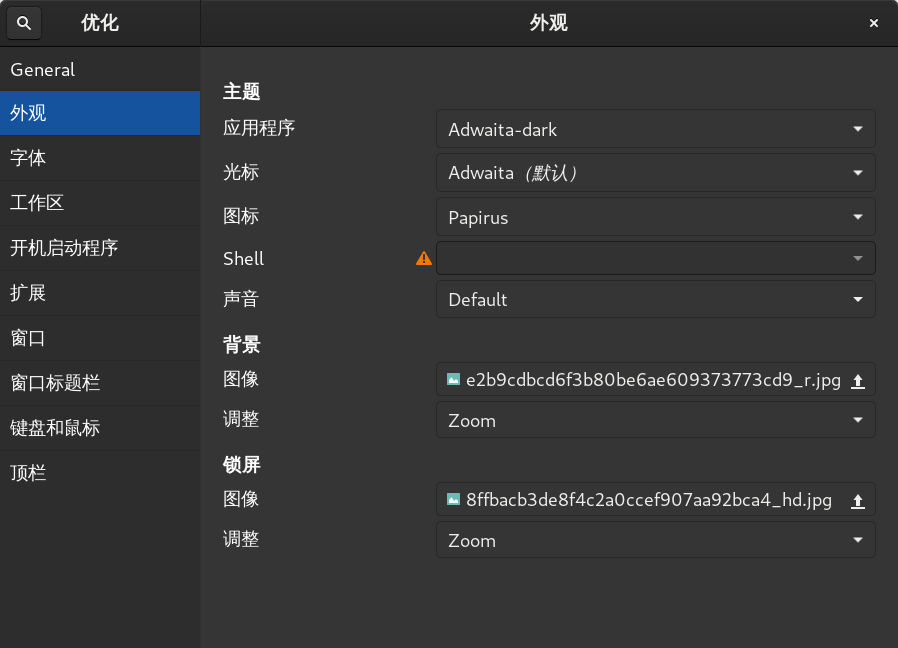 优化
外观
General
外观
字体
工作区
开机启动程序
扩展
窗口
窗口标题栏
键盘和鼠标
顶栏
主题
应用程序 Adwaita-dark
光标 Adwaita（默认）
图标 Papirus
Shell
声音 Default
背景
图像 e2b9cdbcd6f3b80be6ae609373773cd9_r.jpg
调整 Zoom
锁屏
图像 8ffbacb3de8f4c2a0ccef907aa92bca4_hd.jpg
调整 Zoom